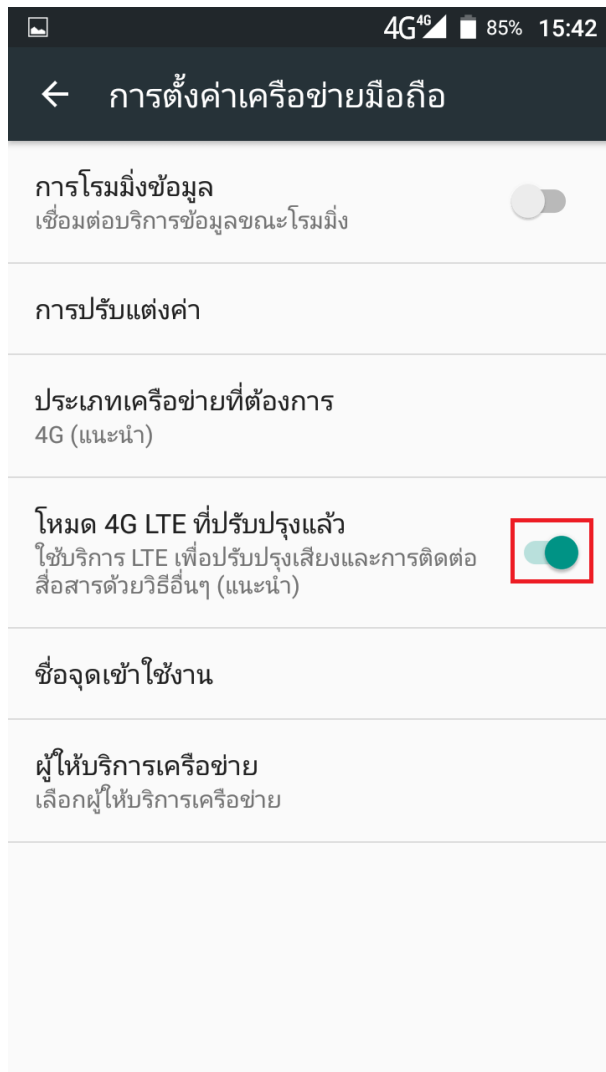 4G 4G 85% 15:42
การตั้งค่าเครือข่ายมือถือ
การโรมมิ่งข้อมูล
เชื่อมต่อบริการข้อมูลขณะโรมมิ่ง
การปรับแต่งค่า
ประเภทเครือข่ายที่ต้องการ
4G (แนะนำ)
โหมด 4G LTE ที่ปรับปรุงแล้ว
ใช้บริการ LTE เพื่อปรับปรุงเสียงและการติดต่อ
สื่อสารด้วยวิธีอื่นๆ (แนะนำ)
ชื่อจุดเข้าใช้งาน
ผู้ให้บริการเครือข่าย
เลือกผู้ให้บริการเครือข่าย